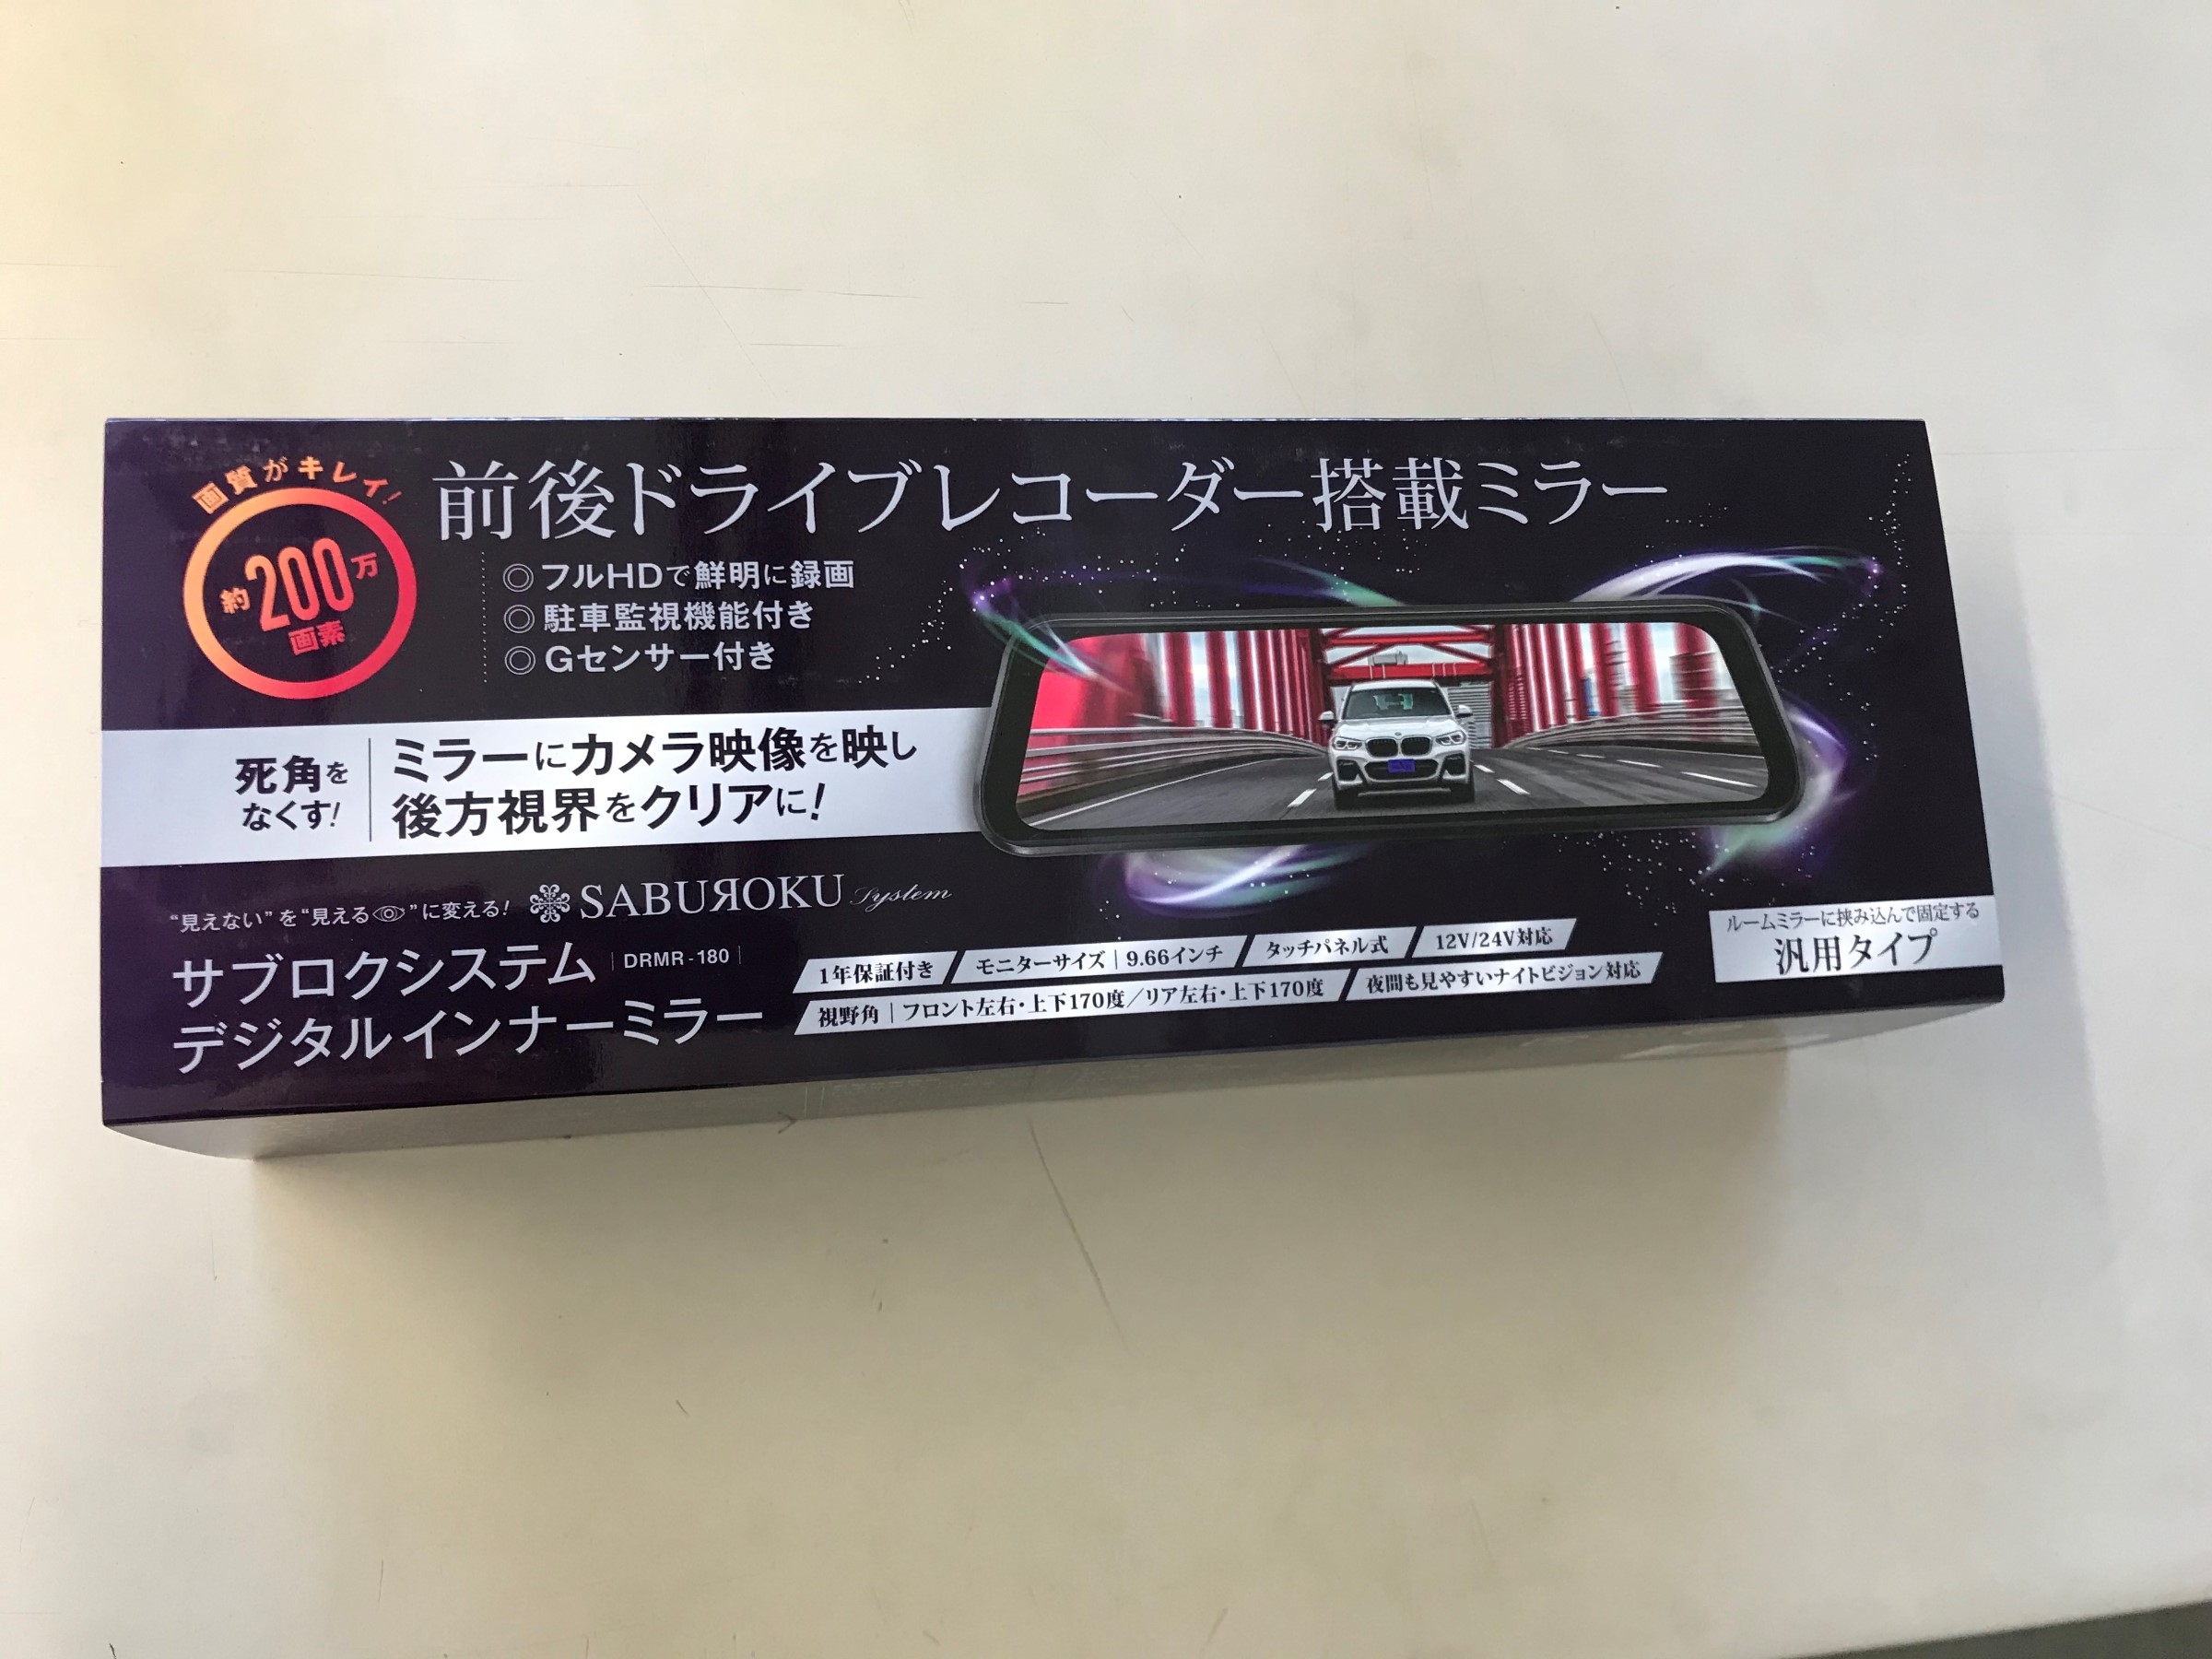 画質がキレイ!
約200万
画素
前後ドライブレコーダー搭載ミラー
◎フルHDで鮮明に録画
◎駐車監視機能付き
◎Gセンサー付き
死角を
なくす!
ミラーにカメラ映像を映し
後方視界をクリアに!
“見えない”を“見える”に変える!
SABUЯOKU System
サブロクシステム DRMR-180
デジタルインナーミラー
1年保証付き モニターサイズ|9.66インチ タッチパネル式 12V/24V対応
視野角|フロント左右・上下170度/リア左右・上下170度 夜間も見やすいナイトビジョン対応
ルームミラーに挟み込んで固定する
汎用タイプ